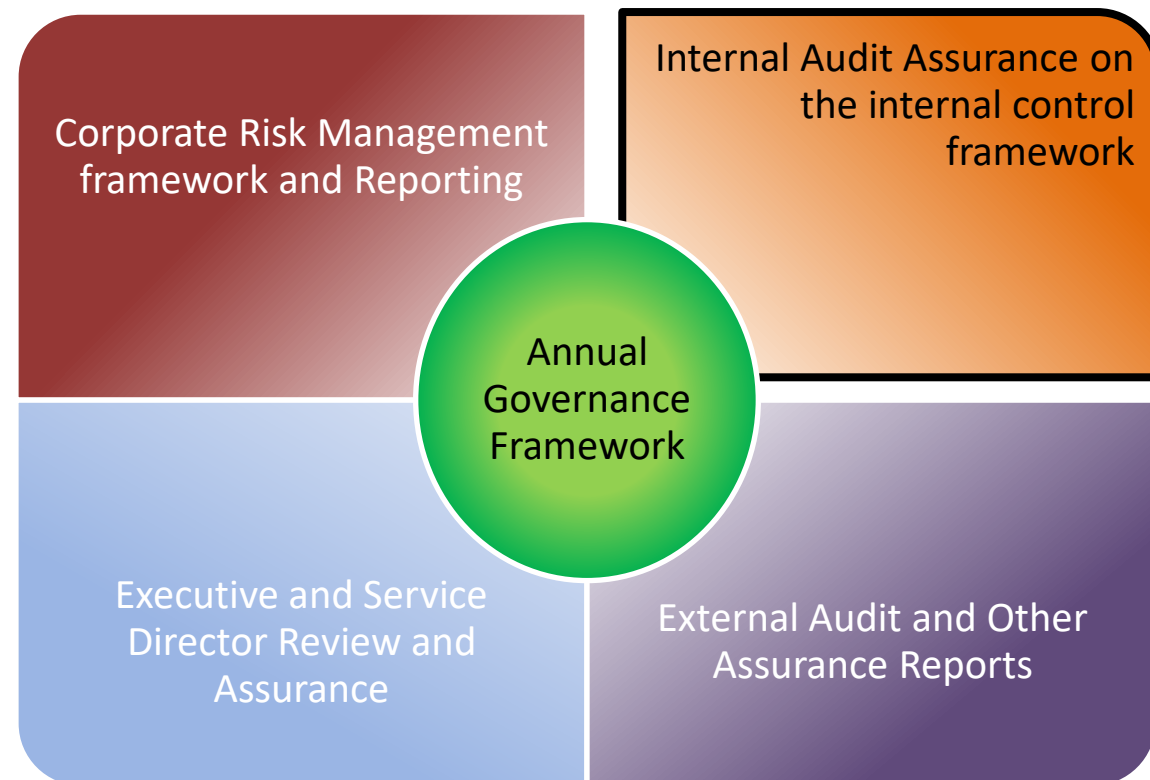 Corporate Risk Management
framework and Reporting
Internal Audit Assurance on
the internal control
framework
Annual
Governance
Framework
Executive and Service
Director Review and
Assurance
External Audit and Other
Assurance Reports